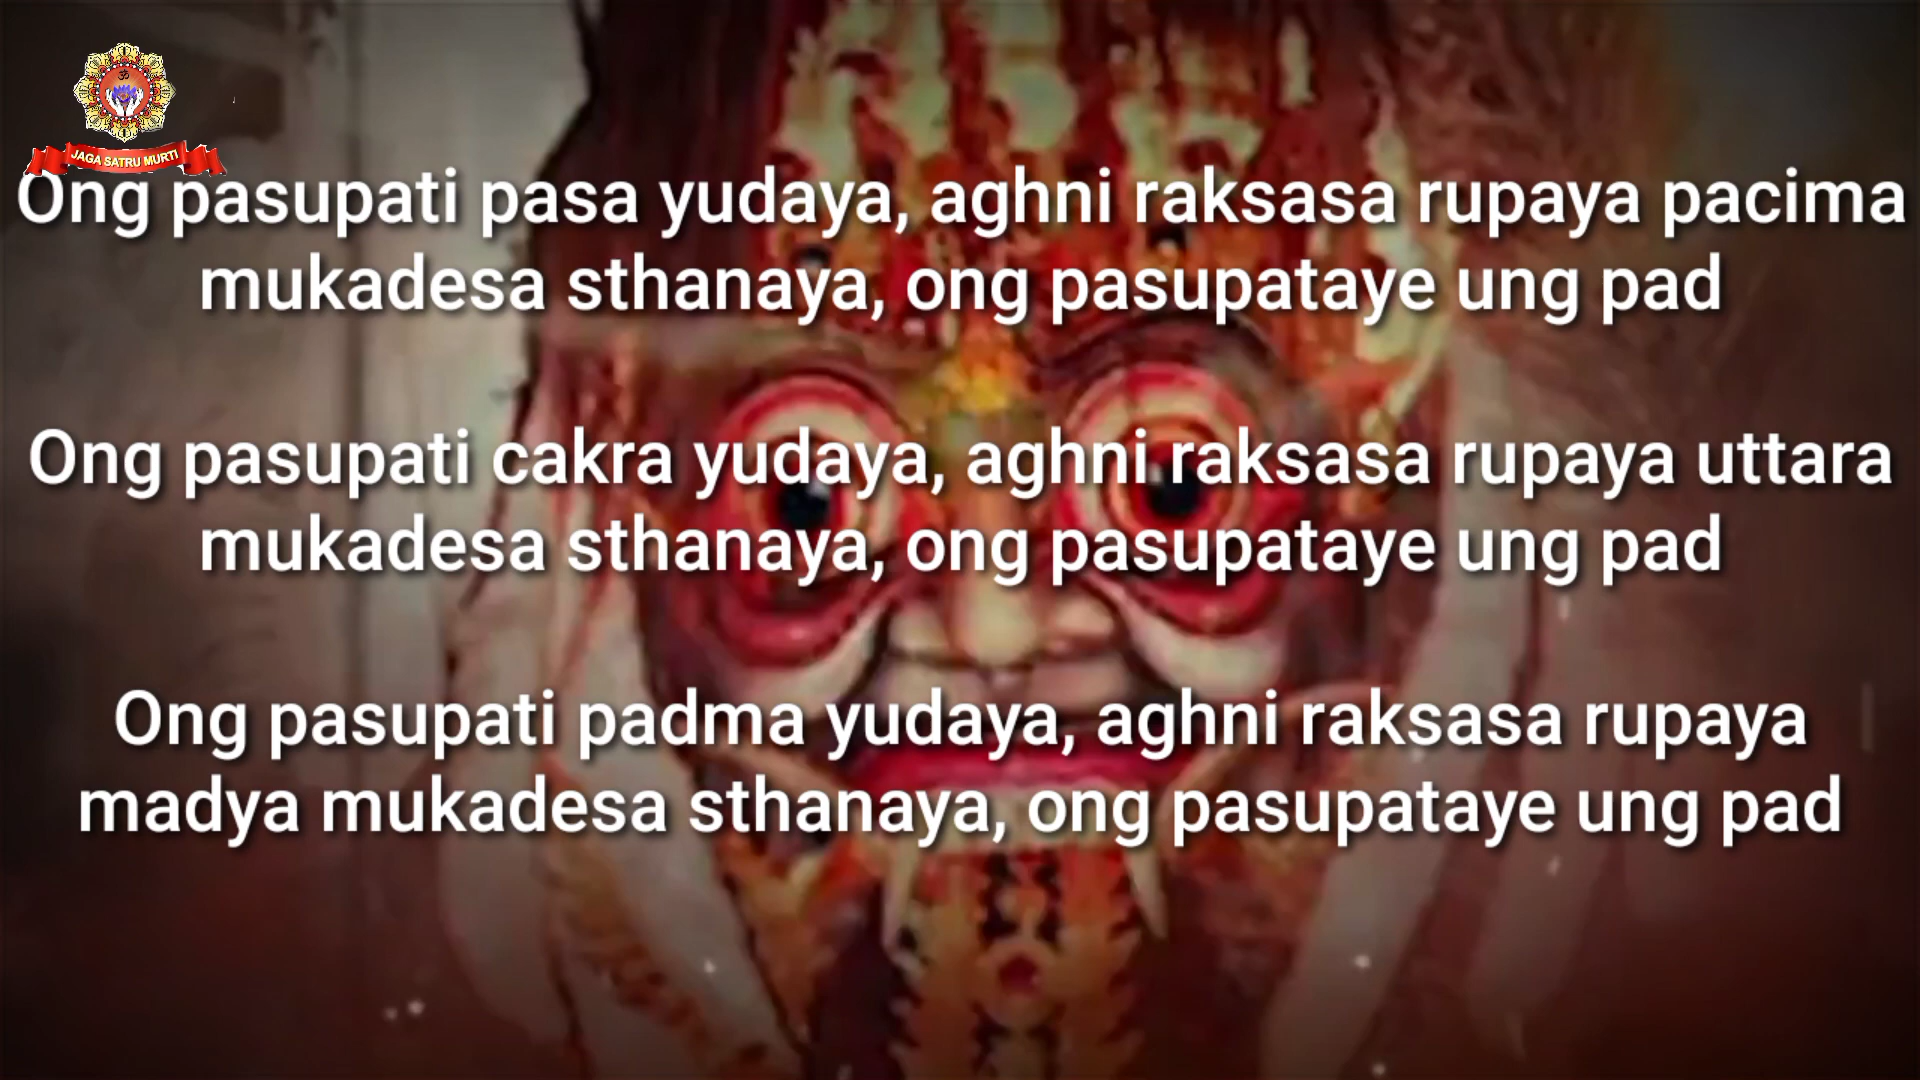 JAGA SATRU MURTI
Ong pasupati pasa yudaya, aghni raksasa rupaya pacima
mukadesa sthanaya, ong pasupataye ung pad
Ong pasupati cakra yudaya, aghni raksasa rupaya uttara
mukadesa sthanaya, ong pasupataye ung pad
Ong pasupati padma yudaya, aghni raksasa rupaya
madya mukadesa sthanaya, ong pasupataye ung pad